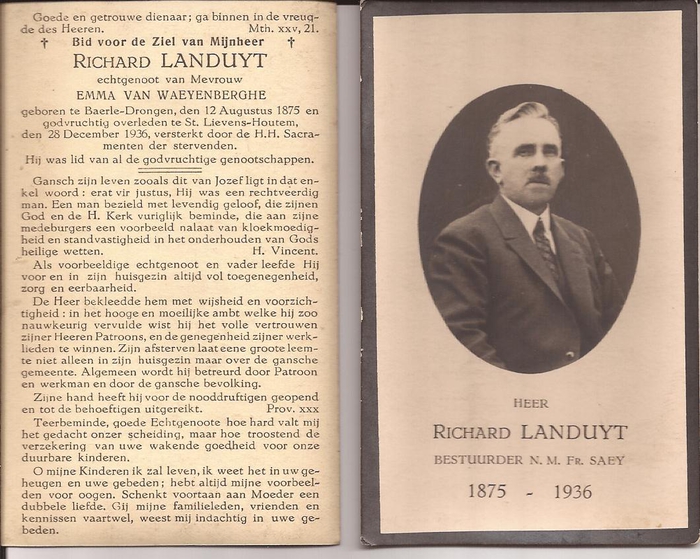 Goede en getrouwe dienaar; ga binnen in de vreug-
de des Heeren. Mth. xxv, 21.
† Bid voor de Ziel van Mijnheer †
RICHARD LANDUYT
echtgenoot van Mevrouw
EMMA VAN WAEYENBERGHE
geboren te Baerle-Drongen, den 12 Augustus 1875 en
godvruchtig overleden te St. Lievens-Houtem,
den 28 December 1936, versterkt door de H.H. Sacra-
menten der stervenden.
Hij was lid van al de godvruchtige genootschappen.
Gansch zijn leven zooals dit van Jozef ligt in dat en-
kel woord : erat vir justus, Hij was een rechtveerdig
man. Een man bezield met levendig geloof, die zijnen
God en de H. Kerk vuriglijk beminde, die aan zijne
medeburgers een voorbeeld nalaat van kloekmoedig-
heid en standvastigheid in het onderhouden van Gods
heilige wetten. H. Vincent.
Als voorbeeldige echtgenoot en vader leefde Hij
voor en in zijn huisgezin altijd vol toegenegenheid,
zorg en eerbaarheid.
De Heer bekleedde hem met wijsheid en voorzich-
tigheid : in het hooge en moeilijke ambt welke hij zoo
nauwkeurig vervulde wist hij het volle vertrouwen
zijner Heeren Patroons, en de genegenheid zijner werk-
lieden te winnen. Zijn afsterven laat eene groote leem-
te niet alleen in zijn huisgezin maar over de gansche
gemeente. Algemeen wordt hij betreurd door Patroon
en werkman en door de gansche bevolking.
Zijne hand heeft hij voor de nooddruftigen geopend
en tot de behoeftigen uitgereikt. Prov. xxx
Teerbeminde, goede Echtgenoote hoe hard valt mij
het gedacht onzer scheiding, maar hoe troostend de
verzekering van uwe wakende goedheid voor onze
duurbare kinderen.
O mijne Kinderen ik zal leven, ik weet het in uw ge-
heugen en uwe gebeden; hebt altijd mijne voorbeel-
den voor oogen. Schenkt voortaan aan Moeder een
dubbele liefde. Gij mijne familieleden, vrienden en
kennissen vaartwel, weest mij indachtig in uwe ge-
beden.
HEER
RICHARD LANDUYT
BESTUURDER N. M. FR. SAEY
1875 - 1936